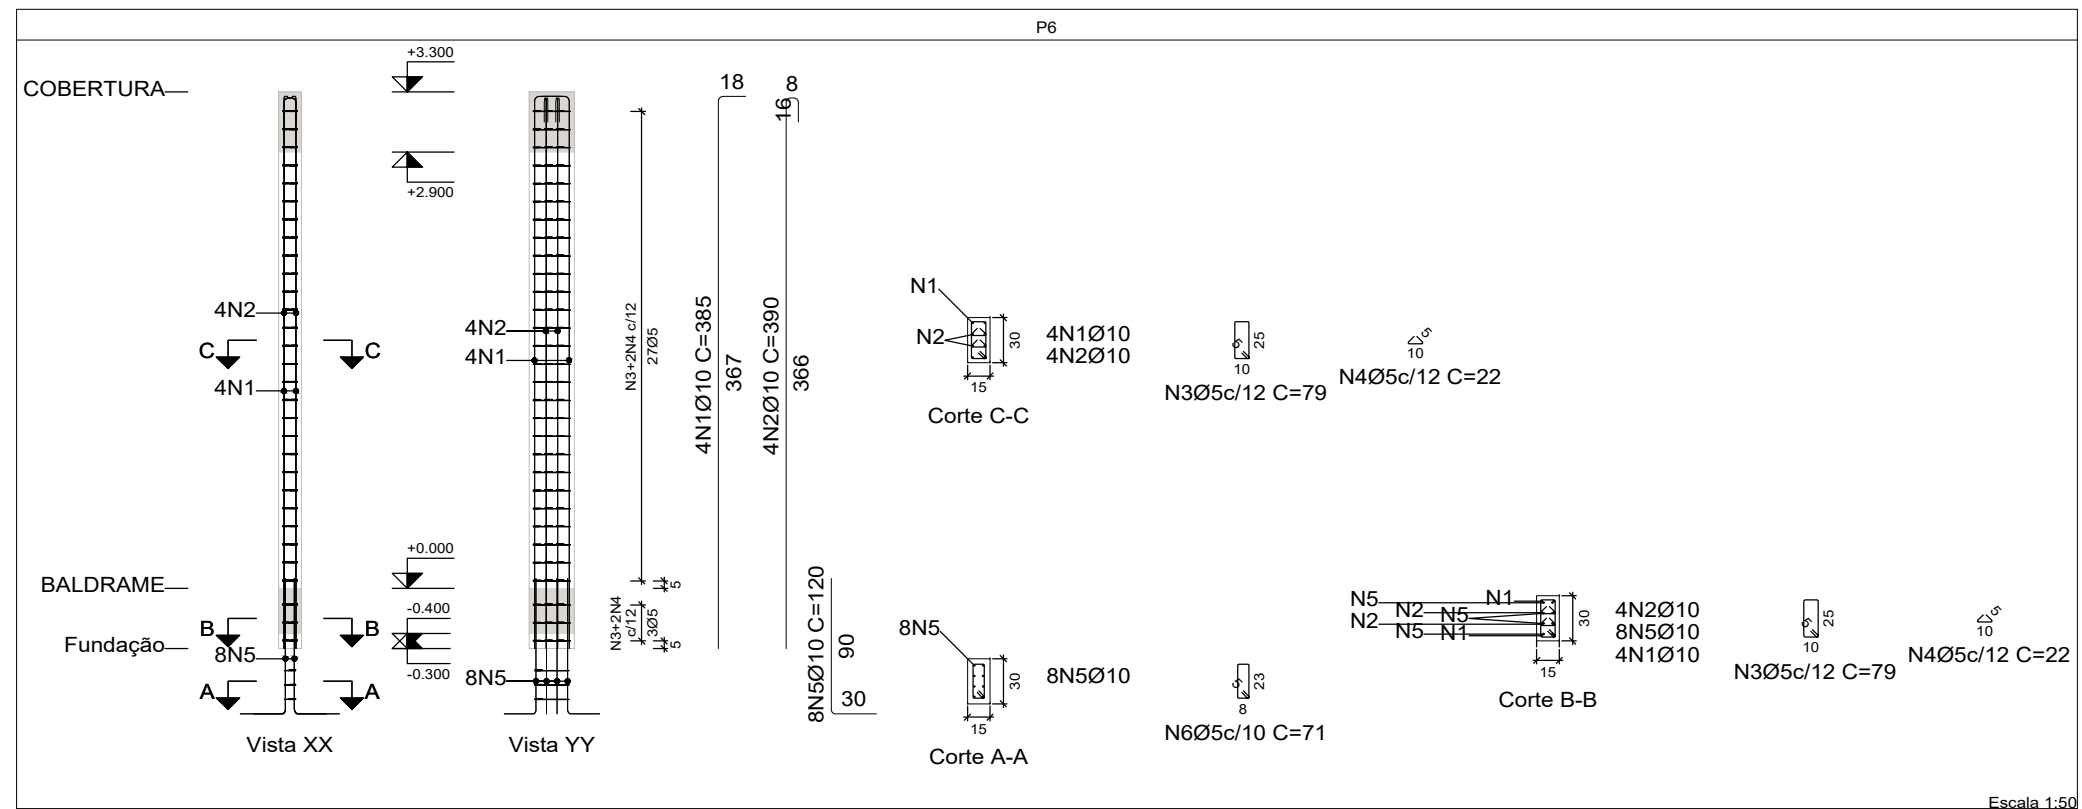 P6
COBERTURA
+3.300
+2.900
18
8
16
4N2
C
C
4N1
4N2
4N1
N3+2N4 c/12
27Ø5
4N1Ø10 C=385
367
4N2Ø10 C=390
366
N1
N2
30
15
4N1Ø10
4N2Ø10
Corte C-C
5
25
10
N3Ø5c/12 C=79
5
10
N4Ø5c/12 C=22
BALDRAME
+0.000
-0.400
-0.300
5
B
B
N3+2N4
c/12
3Ø5
5
Fundação
8N5
8N5
A
A
8N5Ø10 C=120
90
30
Vista XX
Vista YY
8N5
30
15
8N5Ø10
Corte A-A
5
23
8
N6Ø5c/10 C=71
N5
N1
N2
N5
N2
N5
N1
30
15
4N2Ø10
8N5Ø10
4N1Ø10
Corte B-B
5
25
10
N3Ø5c/12 C=79
5
10
N4Ø5c/12 C=22
Escala 1:50